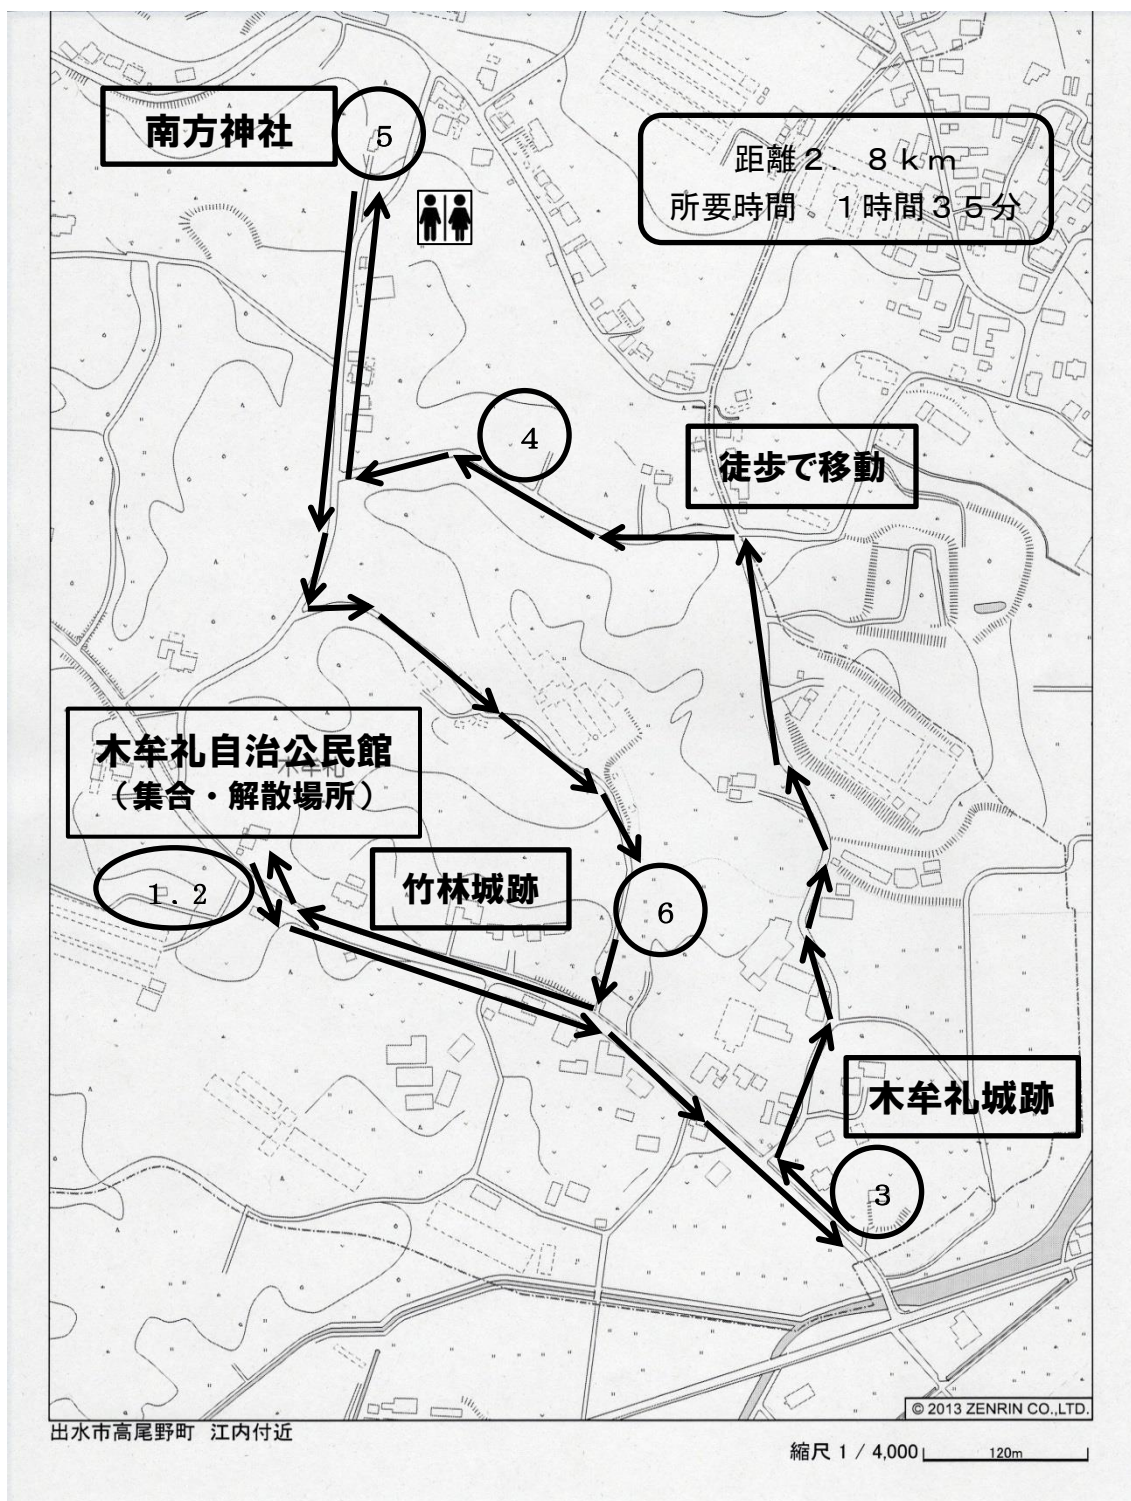 南方神社
5
距離2．8ｋｍ
所要時間　1時間35分
4
徒歩で移動
木牟礼自治公民館
（集合・解散場所）
木牟礼
1．2
竹林城跡
6
木牟礼城跡
3
© 2013 ZENRIN CO.,LTD.
出水市高尾野町　江内付近
縮尺 1 / 4,000
120m